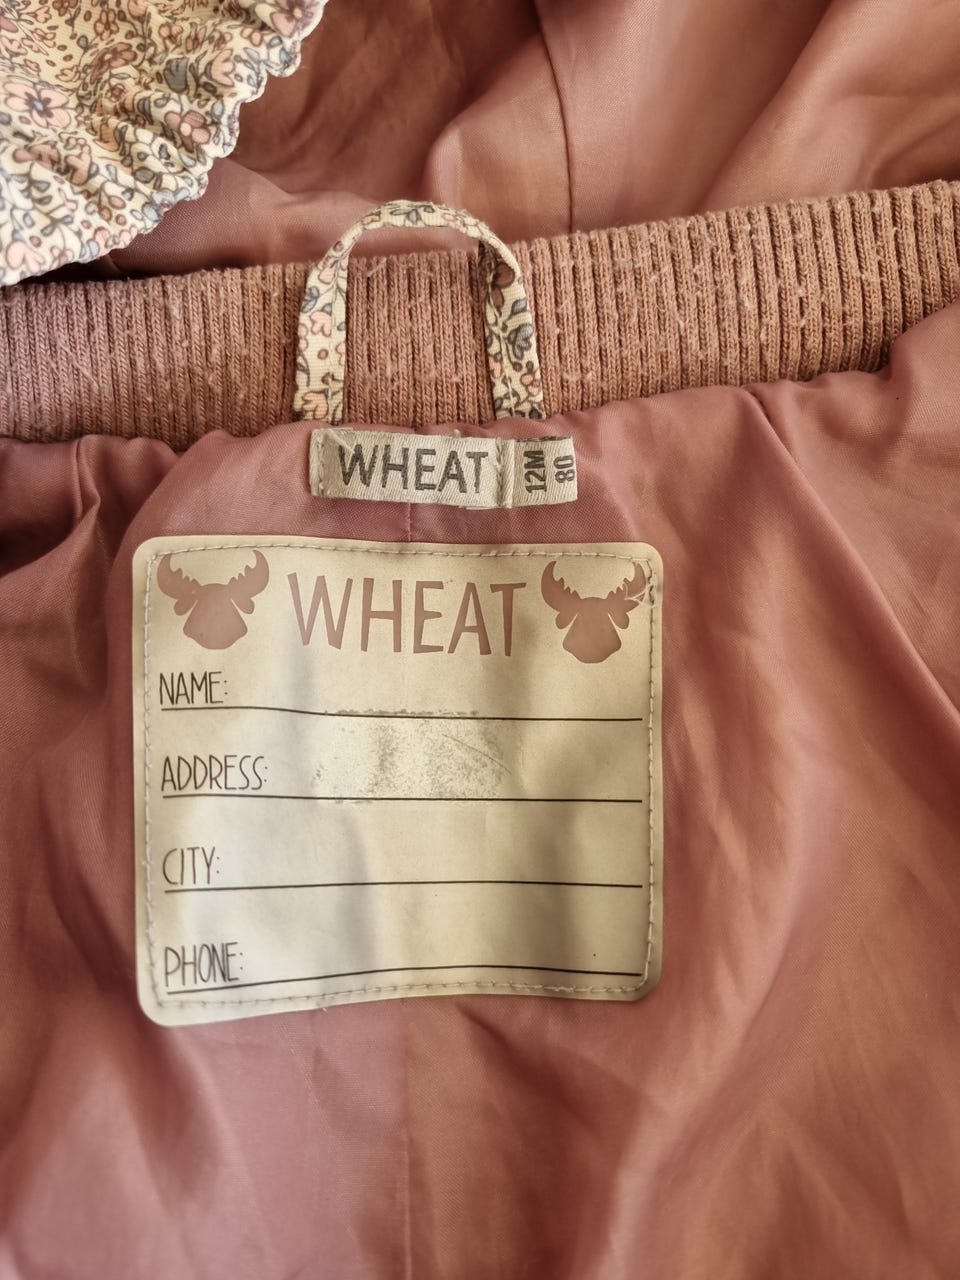 WHEAT
12M
80
WHEAT
NAME:
ADDRESS:
CITY:
PHONE: